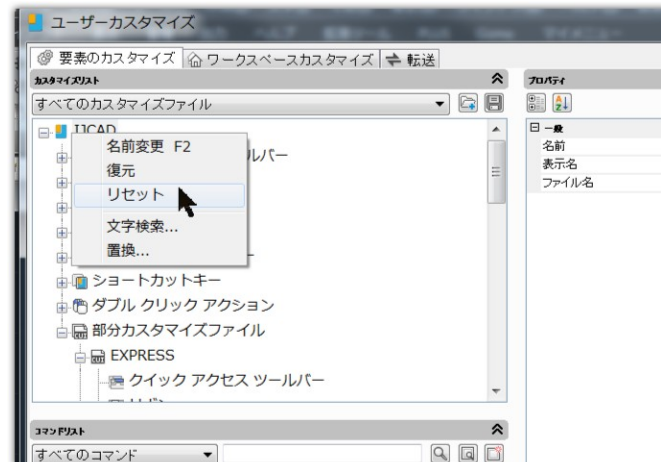 ユーザーカスタマイズ
要素のカスタマイズ ワークスペースカスタマイズ 転送
カスタマイズリスト
すべてのカスタマイズファイル
IJCAD
名前変更 F2
ルバー
復元
リセット
文字検索...
置換...
ショートカットキー
ダブル クリック アクション
部分カスタマイズファイル
EXPRESS
クイック アクセス ツールバー
コマンドリスト
すべてのコマンド
プロパティ
一般
名前
表示名
ファイル名